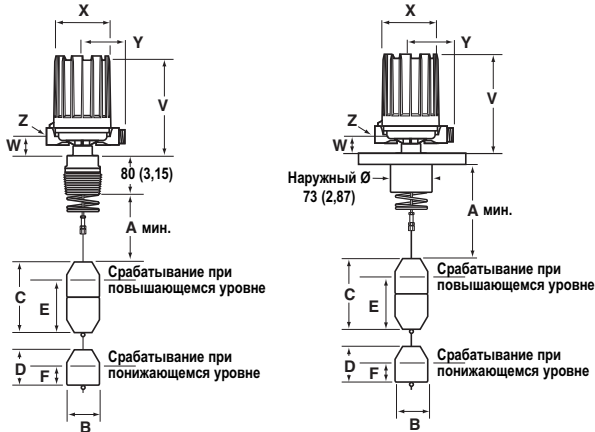 X
Y
Z
V
W
80 (3,15)
A мин.
Срабатывание при
повышающемся уровне
C
E
Срабатывание при
понижающемся уровне
D
F
B
X
Y
Z
V
W
Наружный Ø
73 (2,87)
A мин.
Срабатывание при
повышающемся уровне
C
E
Срабатывание при
понижающемся уровне
D
F
B